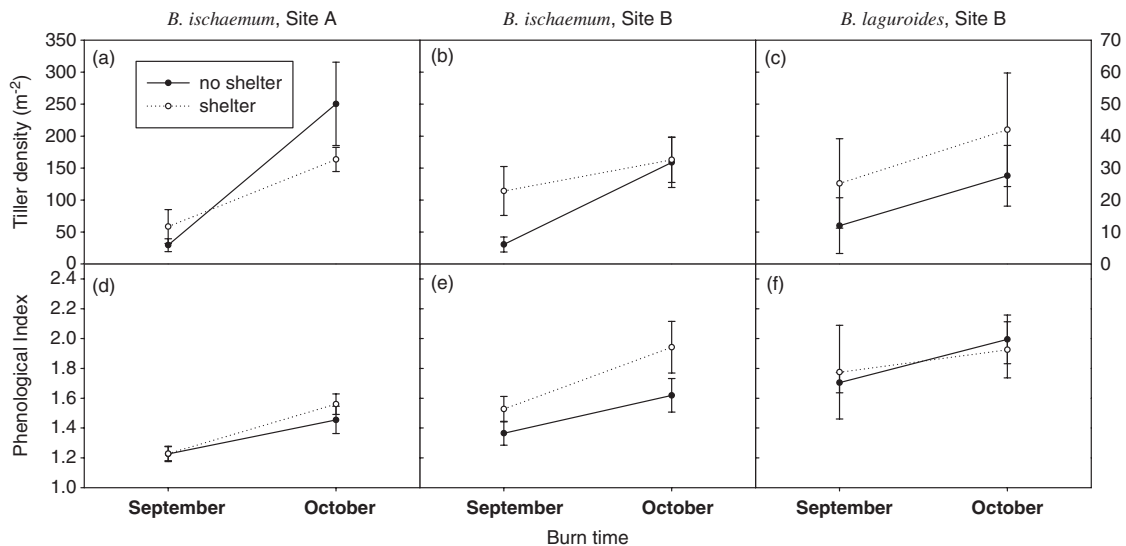 B. ischaemum, Site A
B. ischaemum, Site B
B. laguroides, Site B
Tiller density (m-2)
350
300
250
200
150
100
50
0
(a)
no shelter
shelter
(b)
(c)
70
60
50
40
30
20
10
0
Phenological Index
2.4
2.2
2.0
1.8
1.6
1.4
1.2
1.0
(d)
(e)
(f)
September
October
September
October
September
October
Burn time